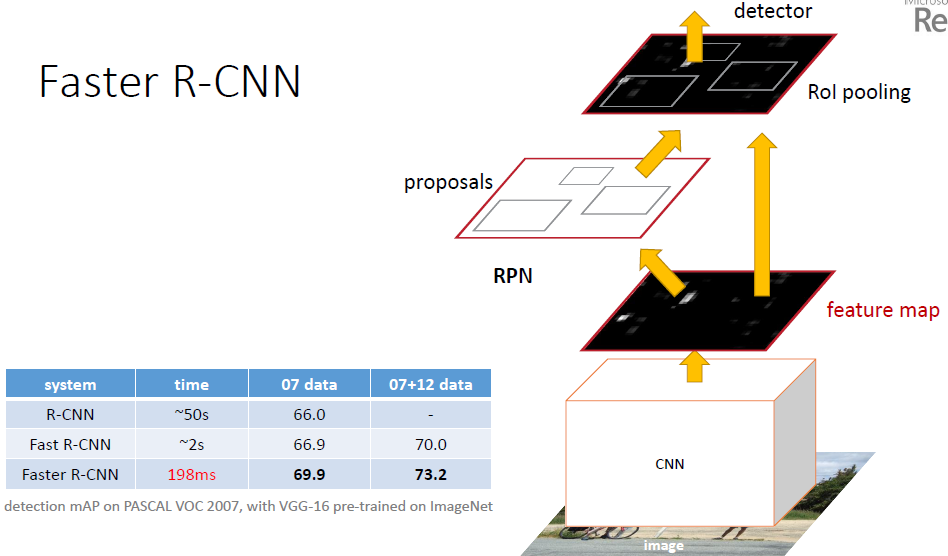 Microso
Re
detector
Faster R-CNN
RoI pooling
proposals
RPN
feature map
system time 07 data 07+12 data
R-CNN ~50s 66.0 -
Fast R-CNN ~2s 66.9 70.0
Faster R-CNN 198ms 69.9 73.2
detection mAP on PASCAL VOC 2007, with VGG-16 pre-trained on ImageNet
CNN
image